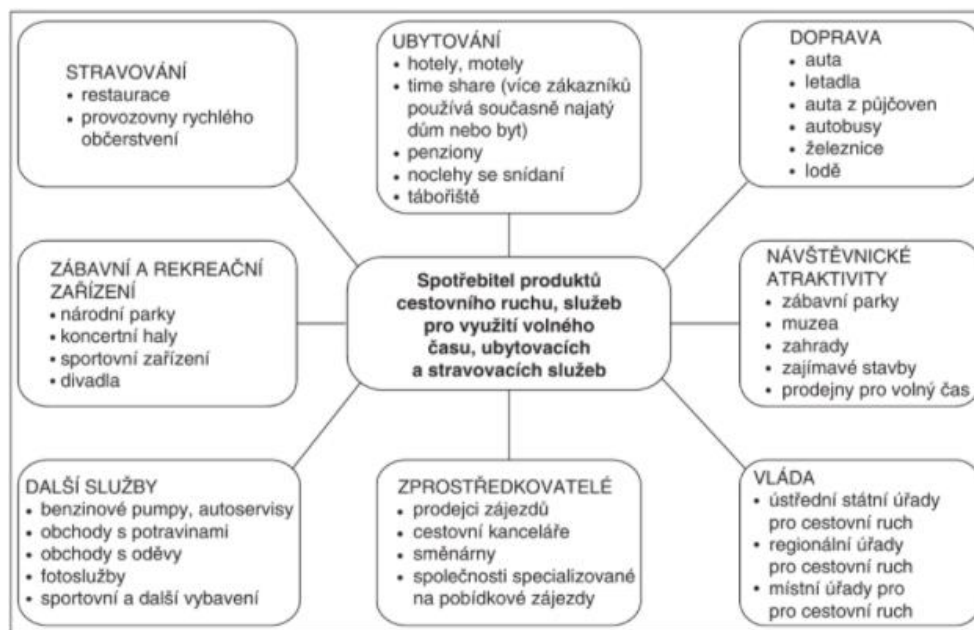 STRAVOVÁNÍ
• restaurace
• provozovny rychlého
občerstvení
UBYTOVÁNÍ
• hotely, motely
• time share (více zákazníků
používá současně najatý
dům nebo byt)
• penziony
• noclehy se snídaní
• tábořiště
DOPRAVA
• auta
• letadla
• auta z půjčoven
• autobusy
• železnice
• lodě
ZÁBAVNÍ A REKREAČNÍ
ZAŘÍZENÍ
• národní parky
• koncertní haly
• sportovní zařízení
• divadla
Spotřebitel produktů
cestovního ruchu, služeb
pro využití volného
času, ubytovacích
a stravovacích služeb
NÁVŠTĚVNICKÉ
ATRAKTIVITY
• zábavní parky
• muzea
• zahrady
• zajímavé stavby
• prodejny pro volný čas
DALŠÍ SLUŽBY
• benzinové pumpy, autoservisy
• obchody s potravinami
• obchody s oděvy
• fotoslužby
• sportovní a další vybavení
ZPROSTŘEDKOVATELÉ
• prodejci zájezdů
• cestovní kanceláře
• směnárny
• společnosti specializované
na pobídkové zájezdy
VLÁDA
• ústřední státní úřady
pro cestovní ruch
• regionální úřady
pro cestovní ruch
• místní úřady pro
pro cestovní ruch